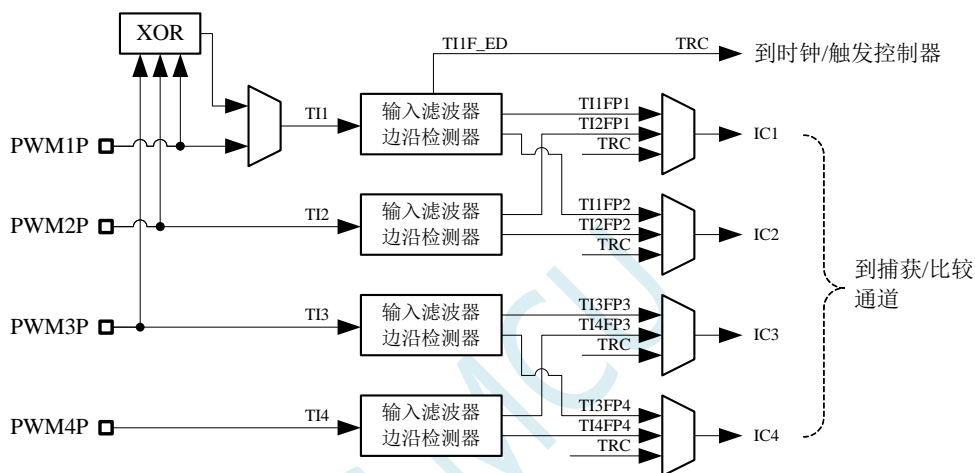 XOR
TI1F_ED
TRC
到时钟/触发控制器
PWM1P
TI1
输入滤波器
边沿检测器
TI1FP1
TI2FP1
TRC
IC1
PWM2P
TI2
输入滤波器
边沿检测器
TI1FP2
TI2FP2
TRC
IC2
到捕获/比较
通道
PWM3P
TI3
输入滤波器
边沿检测器
TI3FP3
TI4FP3
TRC
IC3
PWM4P
TI4
输入滤波器
边沿检测器
TI3FP4
TI4FP4
TRC
IC4
MCU